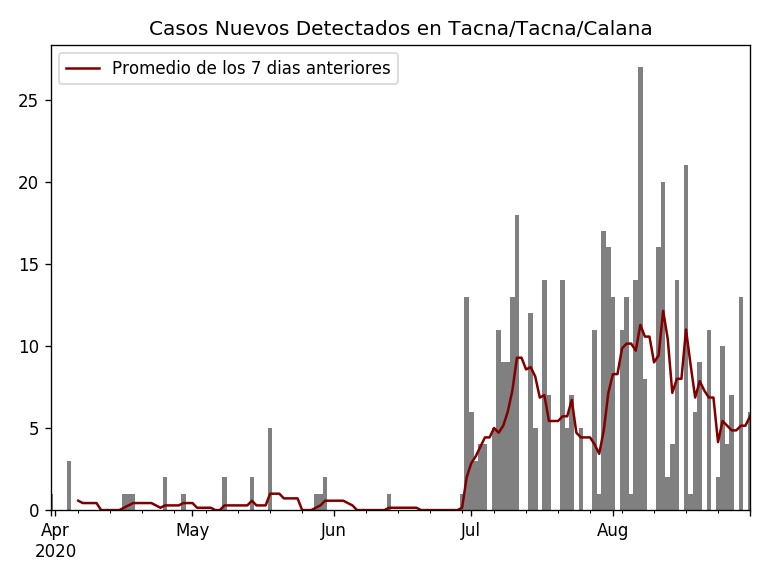 Casos Nuevos Detectados en Tacna/Tacna/Calana
Promedio de los 7 dias anteriores
25
20
15
10
5
0
Apr May Jun Jul Aug
2020